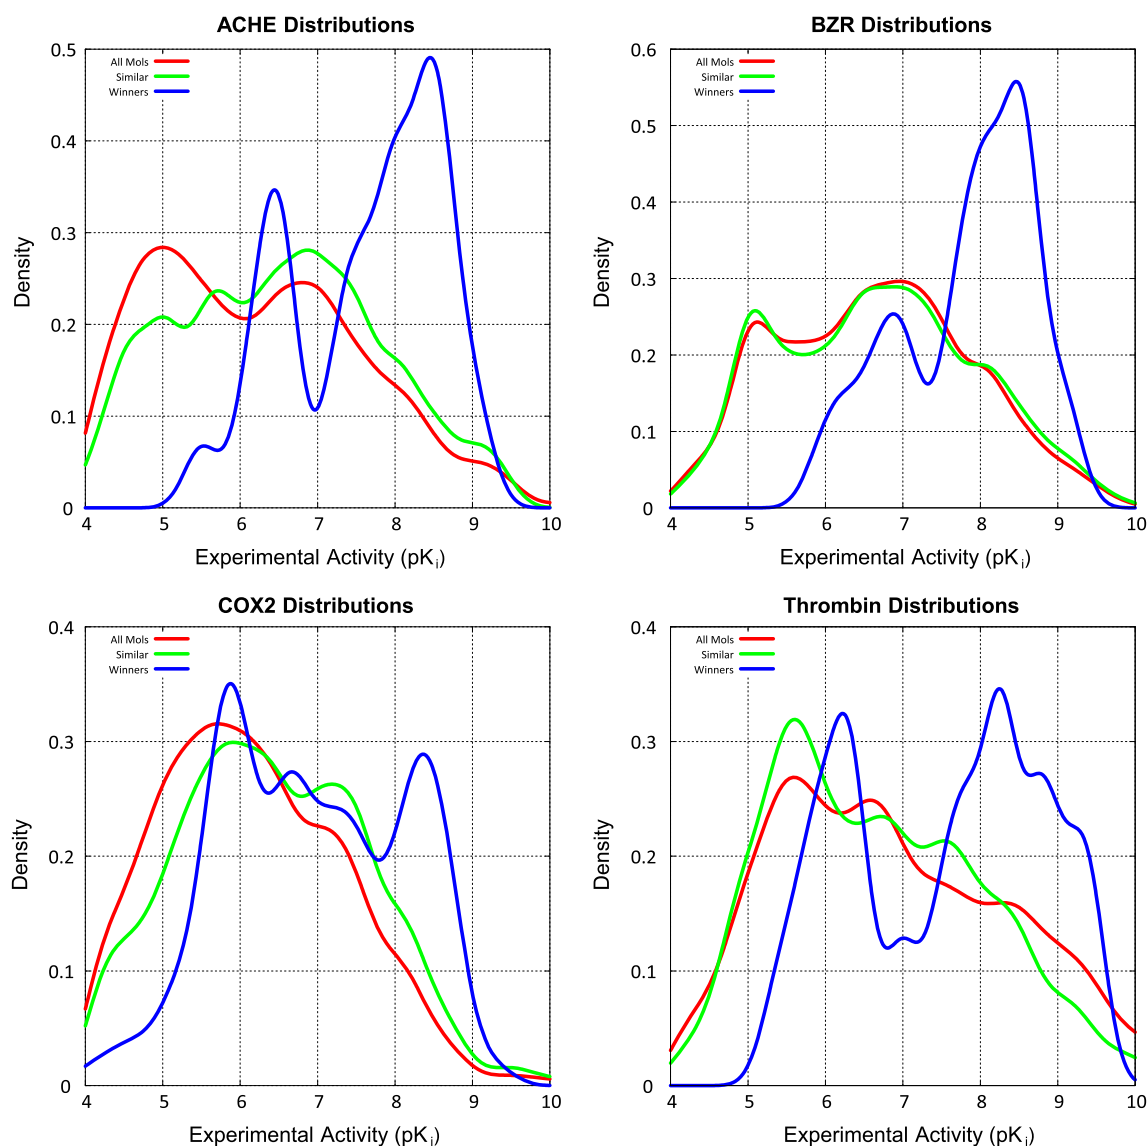 ACHE Distributions
0.5
0.4
0.3
0.2
0.1
0
Density
All Mols
Similar
Winners
4 5 6 7 8 9 10
Experimental Activity (pKi)
BZR Distributions
0.6
0.5
0.4
0.3
0.2
0.1
0
Density
All Mols
Similar
Winners
4 5 6 7 8 9 10
Experimental Activity (pKi)
COX2 Distributions
0.4
0.3
0.2
0.1
0
Density
All Mols
Similar
Winners
4 5 6 7 8 9 10
Experimental Activity (pKi)
Thrombin Distributions
0.4
0.3
0.2
0.1
0
Density
All Mols
Similar
Winners
4 5 6 7 8 9 10
Experimental Activity (pKi)